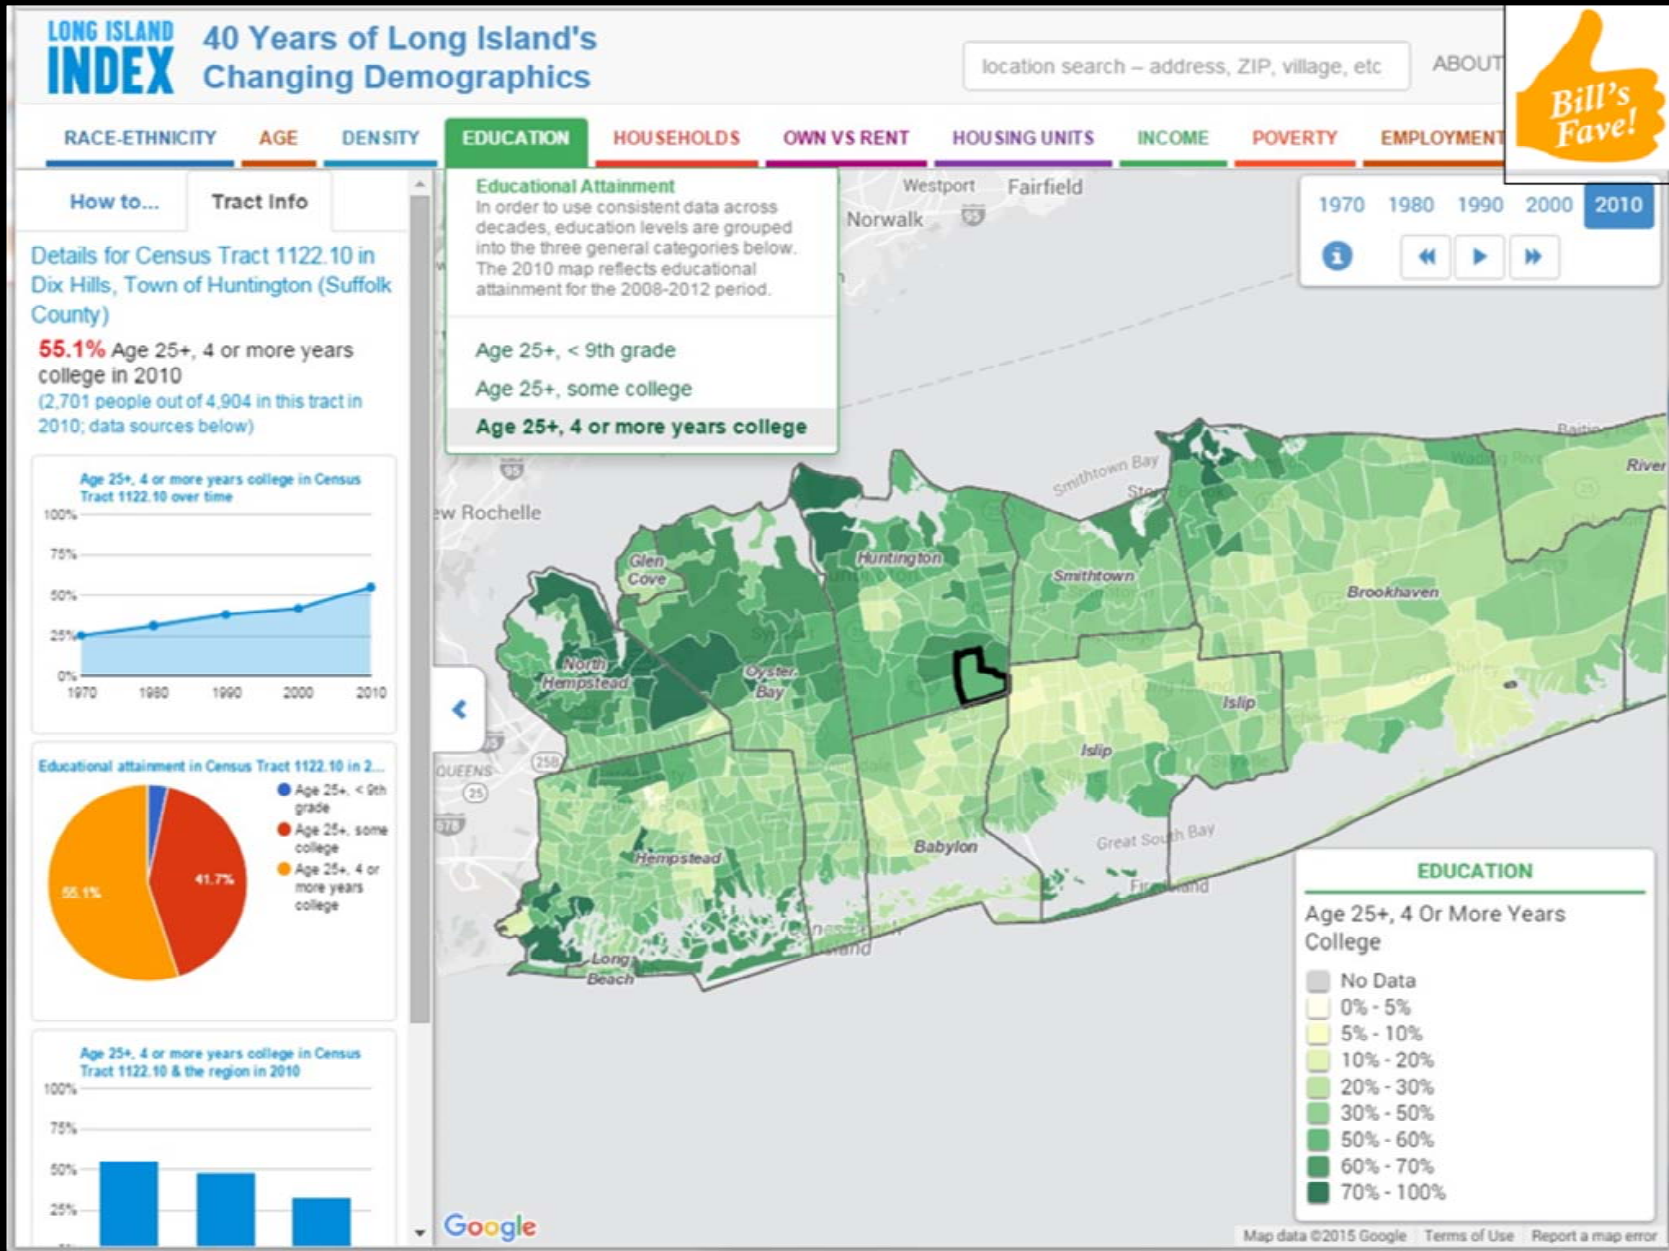 LONG ISLAND
INDEX
40 Years of Long Island's
Changing Demographics
location search – address, ZIP, village, etc
ABOUT
Bill's
Fave!
RACE-ETHNICITY
AGE
DENSITY
EDUCATION
HOUSEHOLDS
OWN VS RENT
HOUSING UNITS
INCOME
POVERTY
EMPLOYMENT
How to...
Tract Info
Details for Census Tract 1122.10 in
Dix Hills, Town of Huntington (Suffolk
County)
55.1% Age 25+, 4 or more years
college in 2010
(2,701 people out of 4,904 in this tract in
2010; data sources below)
Age 25+, 4 or more years college in Census
Tract 1122.10 over time
100%
75%
50%
25%
0%
1970
1980
1990
2000
2010
Educational attainment in Census Tract 1122.10 in 2...
Age 25+, < 9th
grade
Age 25+, some
college
Age 25+, 4 or
more years
college
55.1%
41.7%
Age 25+, 4 or more years college in Census
Tract 1122.10 & the region in 2010
100%
75%
50%
25%
Educational Attainment
In order to use consistent data across
decades, education levels are grouped
into the three general categories below.
The 2010 map reflects educational
attainment for the 2008-2012 period.
Age 25+, < 9th grade
Age 25+, some college
Age 25+, 4 or more years college
1970
1980
1990
2000
2010
Westport
Fairfield
Norwalk
95
95
ew Rochelle
Smithtown Bay
River
25
Glen
Cove
Huntington
Smithtown
Brookhaven
North
Hempstead
Oyster
Bay
Islip
Islip
QUEENS
25B
25
678
Hempstead
Babylon
Great South Bay
Long
Beach
Google
EDUCATION
Age 25+, 4 Or More Years
College
No Data
0% - 5%
5% - 10%
10% - 20%
20% - 30%
30% - 50%
50% - 60%
60% - 70%
70% - 100%
Map data ©2015 Google
Terms of Use
Report a map error